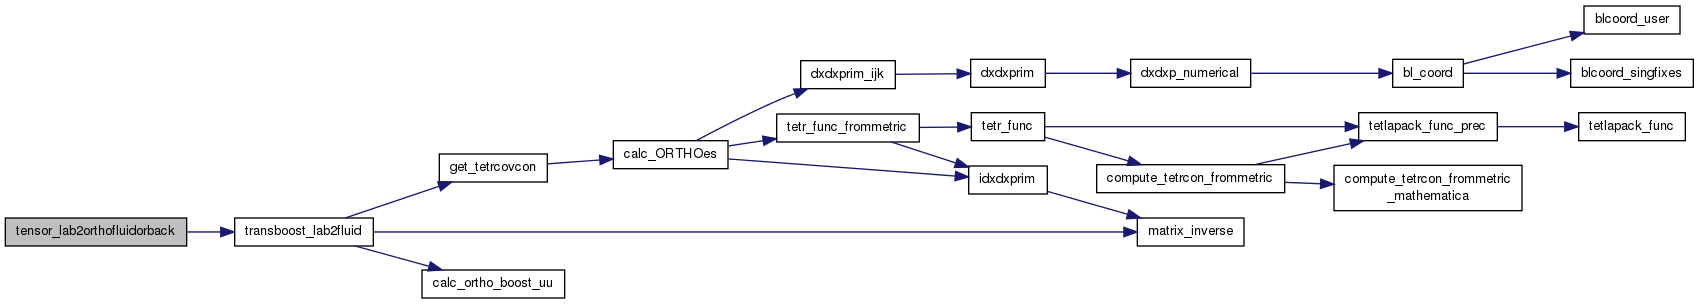 blcoord_user
dxdxprim_ijk
dxdxprim
dxdxp_numerical
bl_coord
blcoord_singfixes
tetr_func_frommetric
tetr_func
tetlapack_func_prec
tetlapack_func
calc_ORTHOes
get_tetrcovcon
idxdxprim
compute_tetrcon_frommetric
compute_tetrcon_frommetric
_mathematica
tensor_lab2orthofluidorback
transboost_lab2fluid
matrix_inverse
calc_ortho_boost_uu